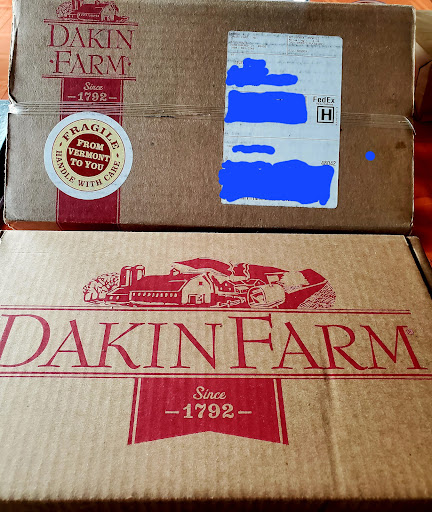 DAKIN
· FARM ·
Since
—1792—
· FRAGILE ·
FROM
VERMONT
TO YOU
HANDLE WITH CARE
FedEx
H
DAKIN FARM
Since
—1792—